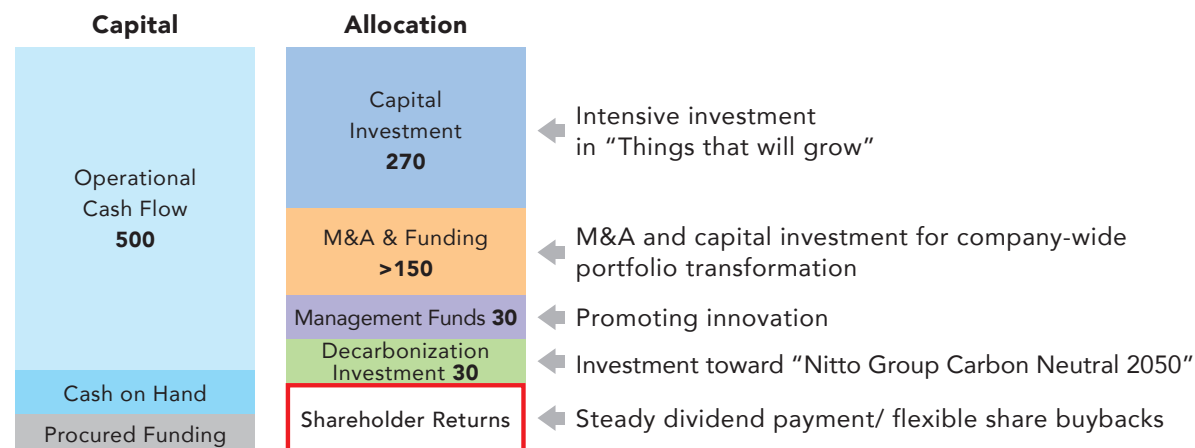 Capital
Allocation
Operational
Cash Flow
500
Cash on Hand
Procured Funding
Capital
Investment
270
M&A & Funding
>150
Management Funds 30
Decarbonization
Investment 30
Shareholder Returns
Intensive investment
in “Things that will grow”
M&A and capital investment for company-wide
portfolio transformation
Promoting innovation
Investment toward “Nitto Group Carbon Neutral 2050”
Steady dividend payment/ flexible share buybacks